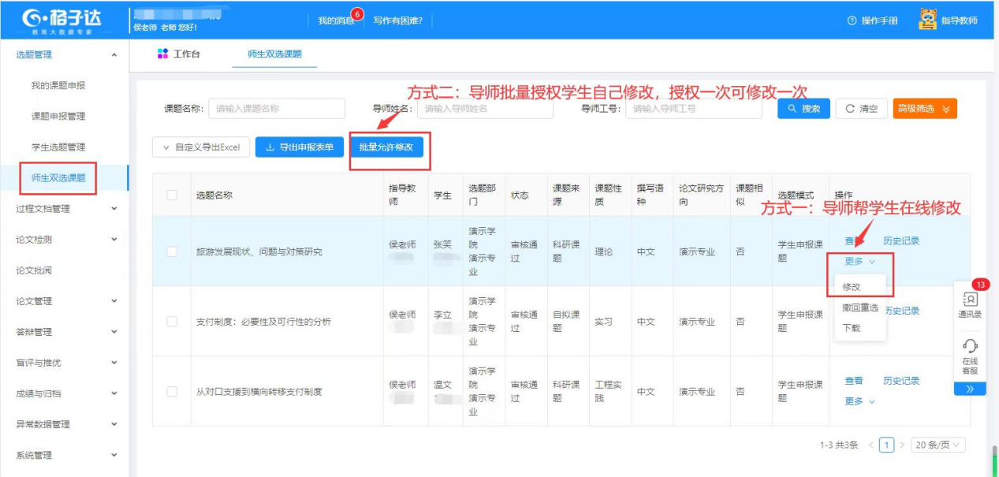 格子达
教育大数据专家
侯老师 老师 您好!
我的消息 6
写作有困难?
操作手册
指导教师
选题管理
我的课题申报
课题申报管理
学生选题管理
师生双选课题
过程文档管理
论文检测
论文批阅
论文管理
答辩管理
盲评与推优
成绩与归档
异常数据管理
系统管理
工作台 师生双选课题
方式二：导师批量授权学生自己修改，授权一次可修改一次
课题名称: 请输入课题名称 导师姓名: 请输入导师姓名 导师工号: 请输入导师工号 搜索 清空 高级筛选
自定义导出Excel 导出申报表单 批量允许修改
选题名称 指导教师 学生 选题部门 状态 课题来源 课题性质 撰写语种 论文研究方向 课题相似 选题模式 操作
方式一：导师帮学生在线修改
旅游发展现状、问题与对策研究 侯老师 张笑 演示学院 演示专业 审核通过 科研课题 理论 中文 演示专业 否 学生申报课题 查看 历史记录
更多
修改
撤回重选
下载
支付制度：必要性及可行性的分析 侯老师 李立 演示学院 演示专业 审核通过 自拟课题 实习 中文 演示专业 否 学生申报课题 历史记录
从对口支援到横向转移支付制度 侯老师 温文 演示学院 演示专业 审核通过 科研课题 工程实践 中文 演示专业 否 学生申报课题 查看 历史记录
更多
1-3 共3条 < 1 > 20 条/页
13
通讯录
在线
客服